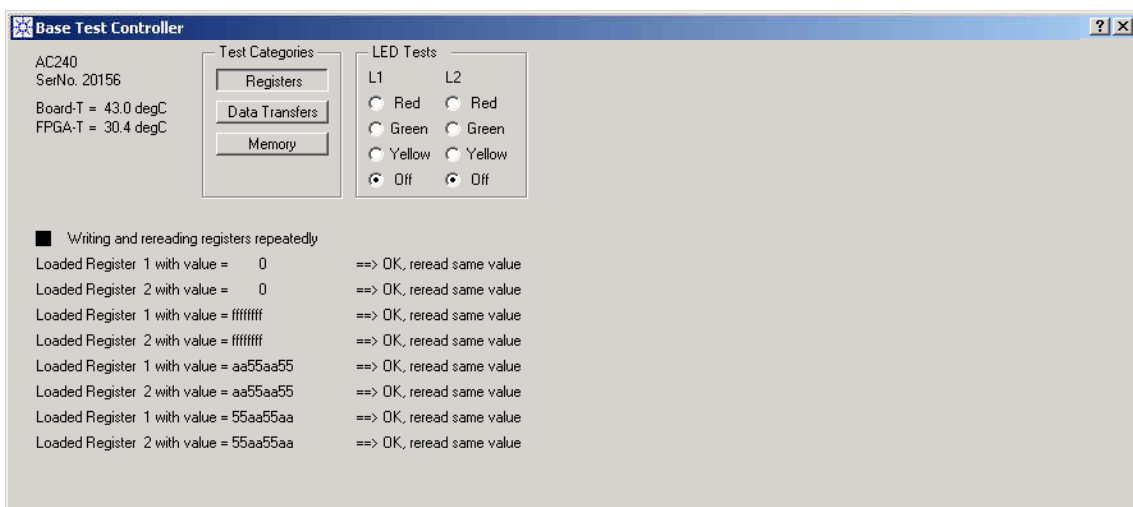 Base Test Controller
AC240
SerNo. 20156
Board-T = 43.0 degC
FPGA-T = 30.4 degC
Test Categories
Registers
Data Transfers
Memory
LED Tests
L1 L2
Red Red
Green Green
Yellow Yellow
Off Off
Writing and rereading registers repeatedly
Loaded Register 1 with value = 0 ==> OK, reread same value
Loaded Register 2 with value = 0 ==> OK, reread same value
Loaded Register 1 with value = ffffffff ==> OK, reread same value
Loaded Register 2 with value = ffffffff ==> OK, reread same value
Loaded Register 1 with value = aa55aa55 ==> OK, reread same value
Loaded Register 2 with value = aa55aa55 ==> OK, reread same value
Loaded Register 1 with value = 55aa55aa ==> OK, reread same value
Loaded Register 2 with value = 55aa55aa ==> OK, reread same value